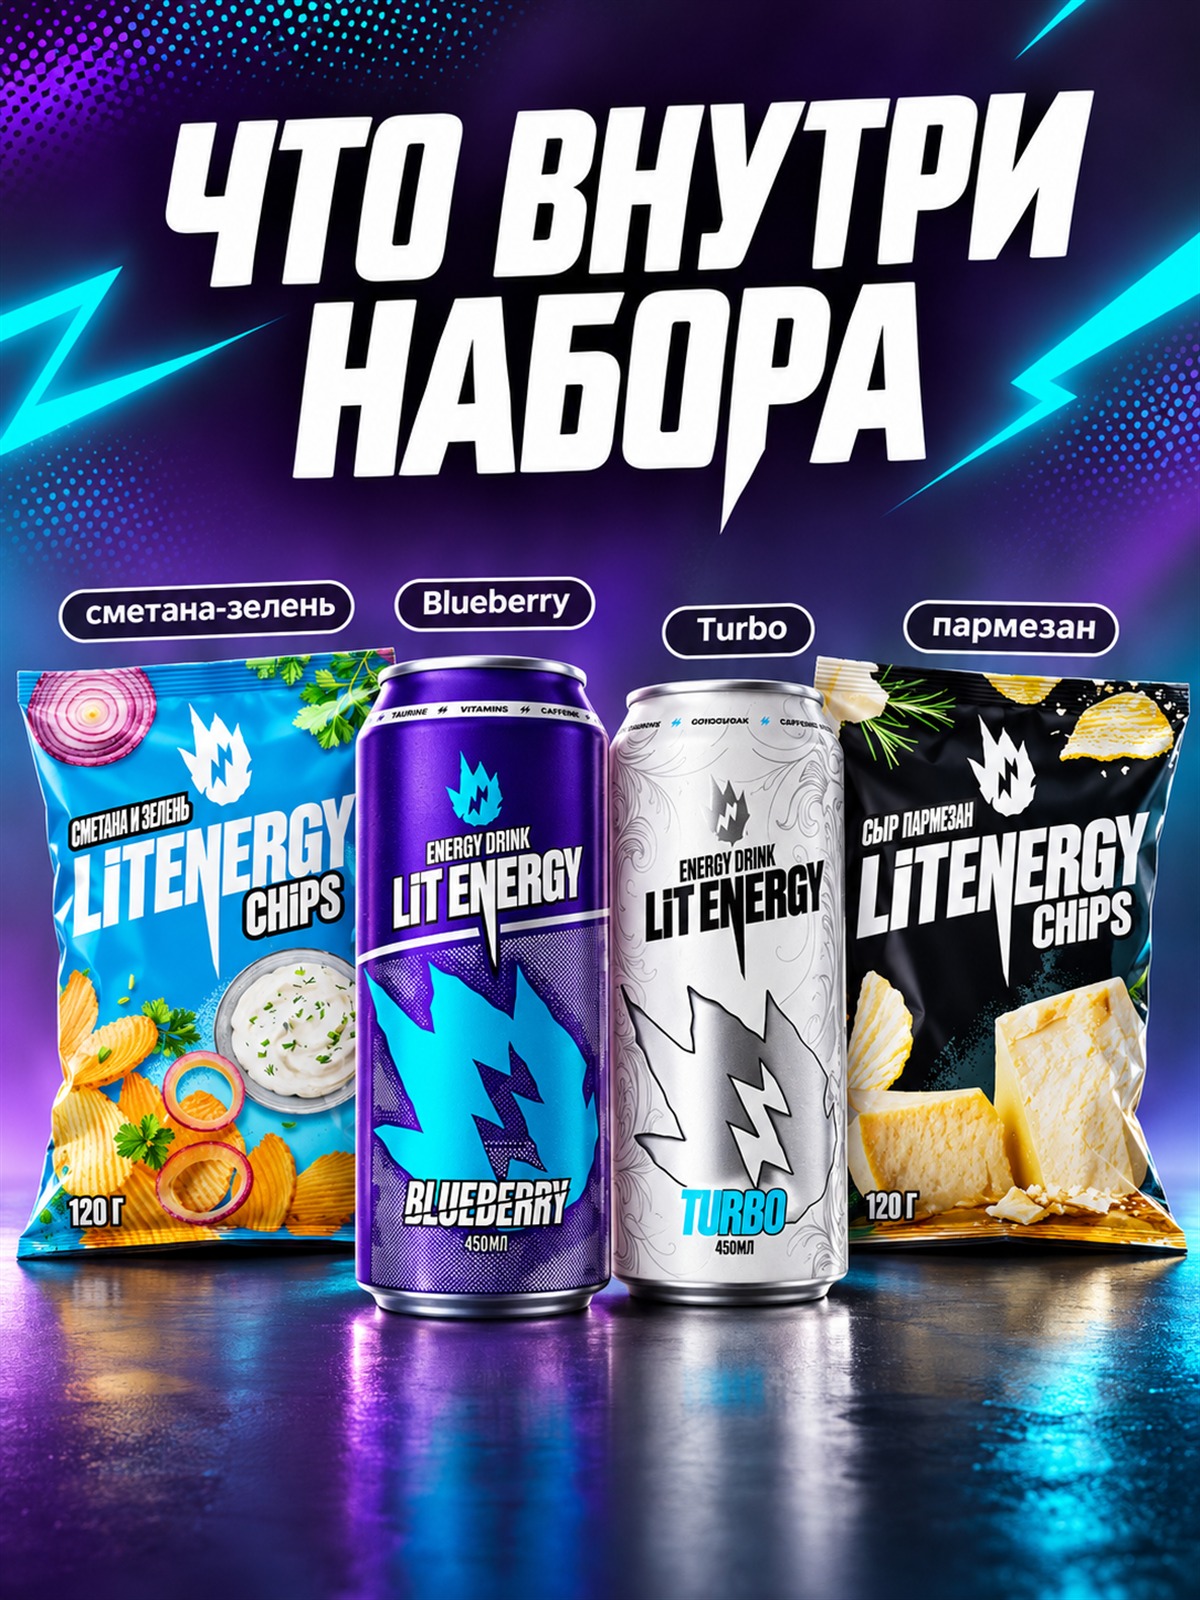 ЧТО ВНУТРИ
НАБОРА
сметана-зелень
Blueberry
Turbo
пармезан
TAURINE VITAMINS CAFFEINE
СМЕТАНА И ЗЕЛЕНЬ
LiTENERGY
CHiPS
120 Г
ENERGY DRINK
LiT ENERGY
BLUEBERRY
450МЛ
ENERGY DRINK
LiT ENERGY
TURBO
450МЛ
СЫР ПАРМЕЗАН
LiTENERGY
CHiPS
120 Г